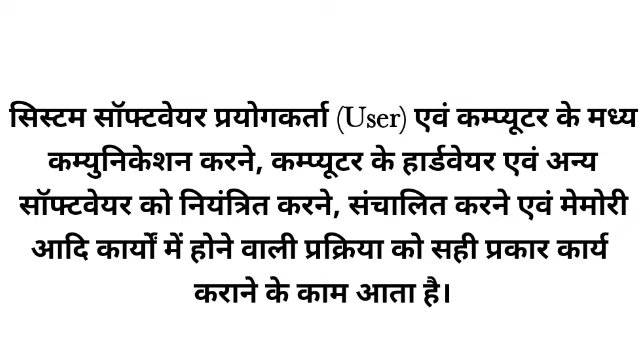 सिस्टम सॉफ्टवेयर प्रयोगकर्ता (User) एवं कम्प्यूटर के मध्य
कम्युनिकेशन करने, कम्प्यूटर के हार्डवेयर एवं अन्य
सॉफ्टवेयर को नियंत्रित करने, संचालित करने एवं मेमोरी
आदि कार्यों में होने वाली प्रक्रिया को सही प्रकार कार्य
कराने के काम आता है।